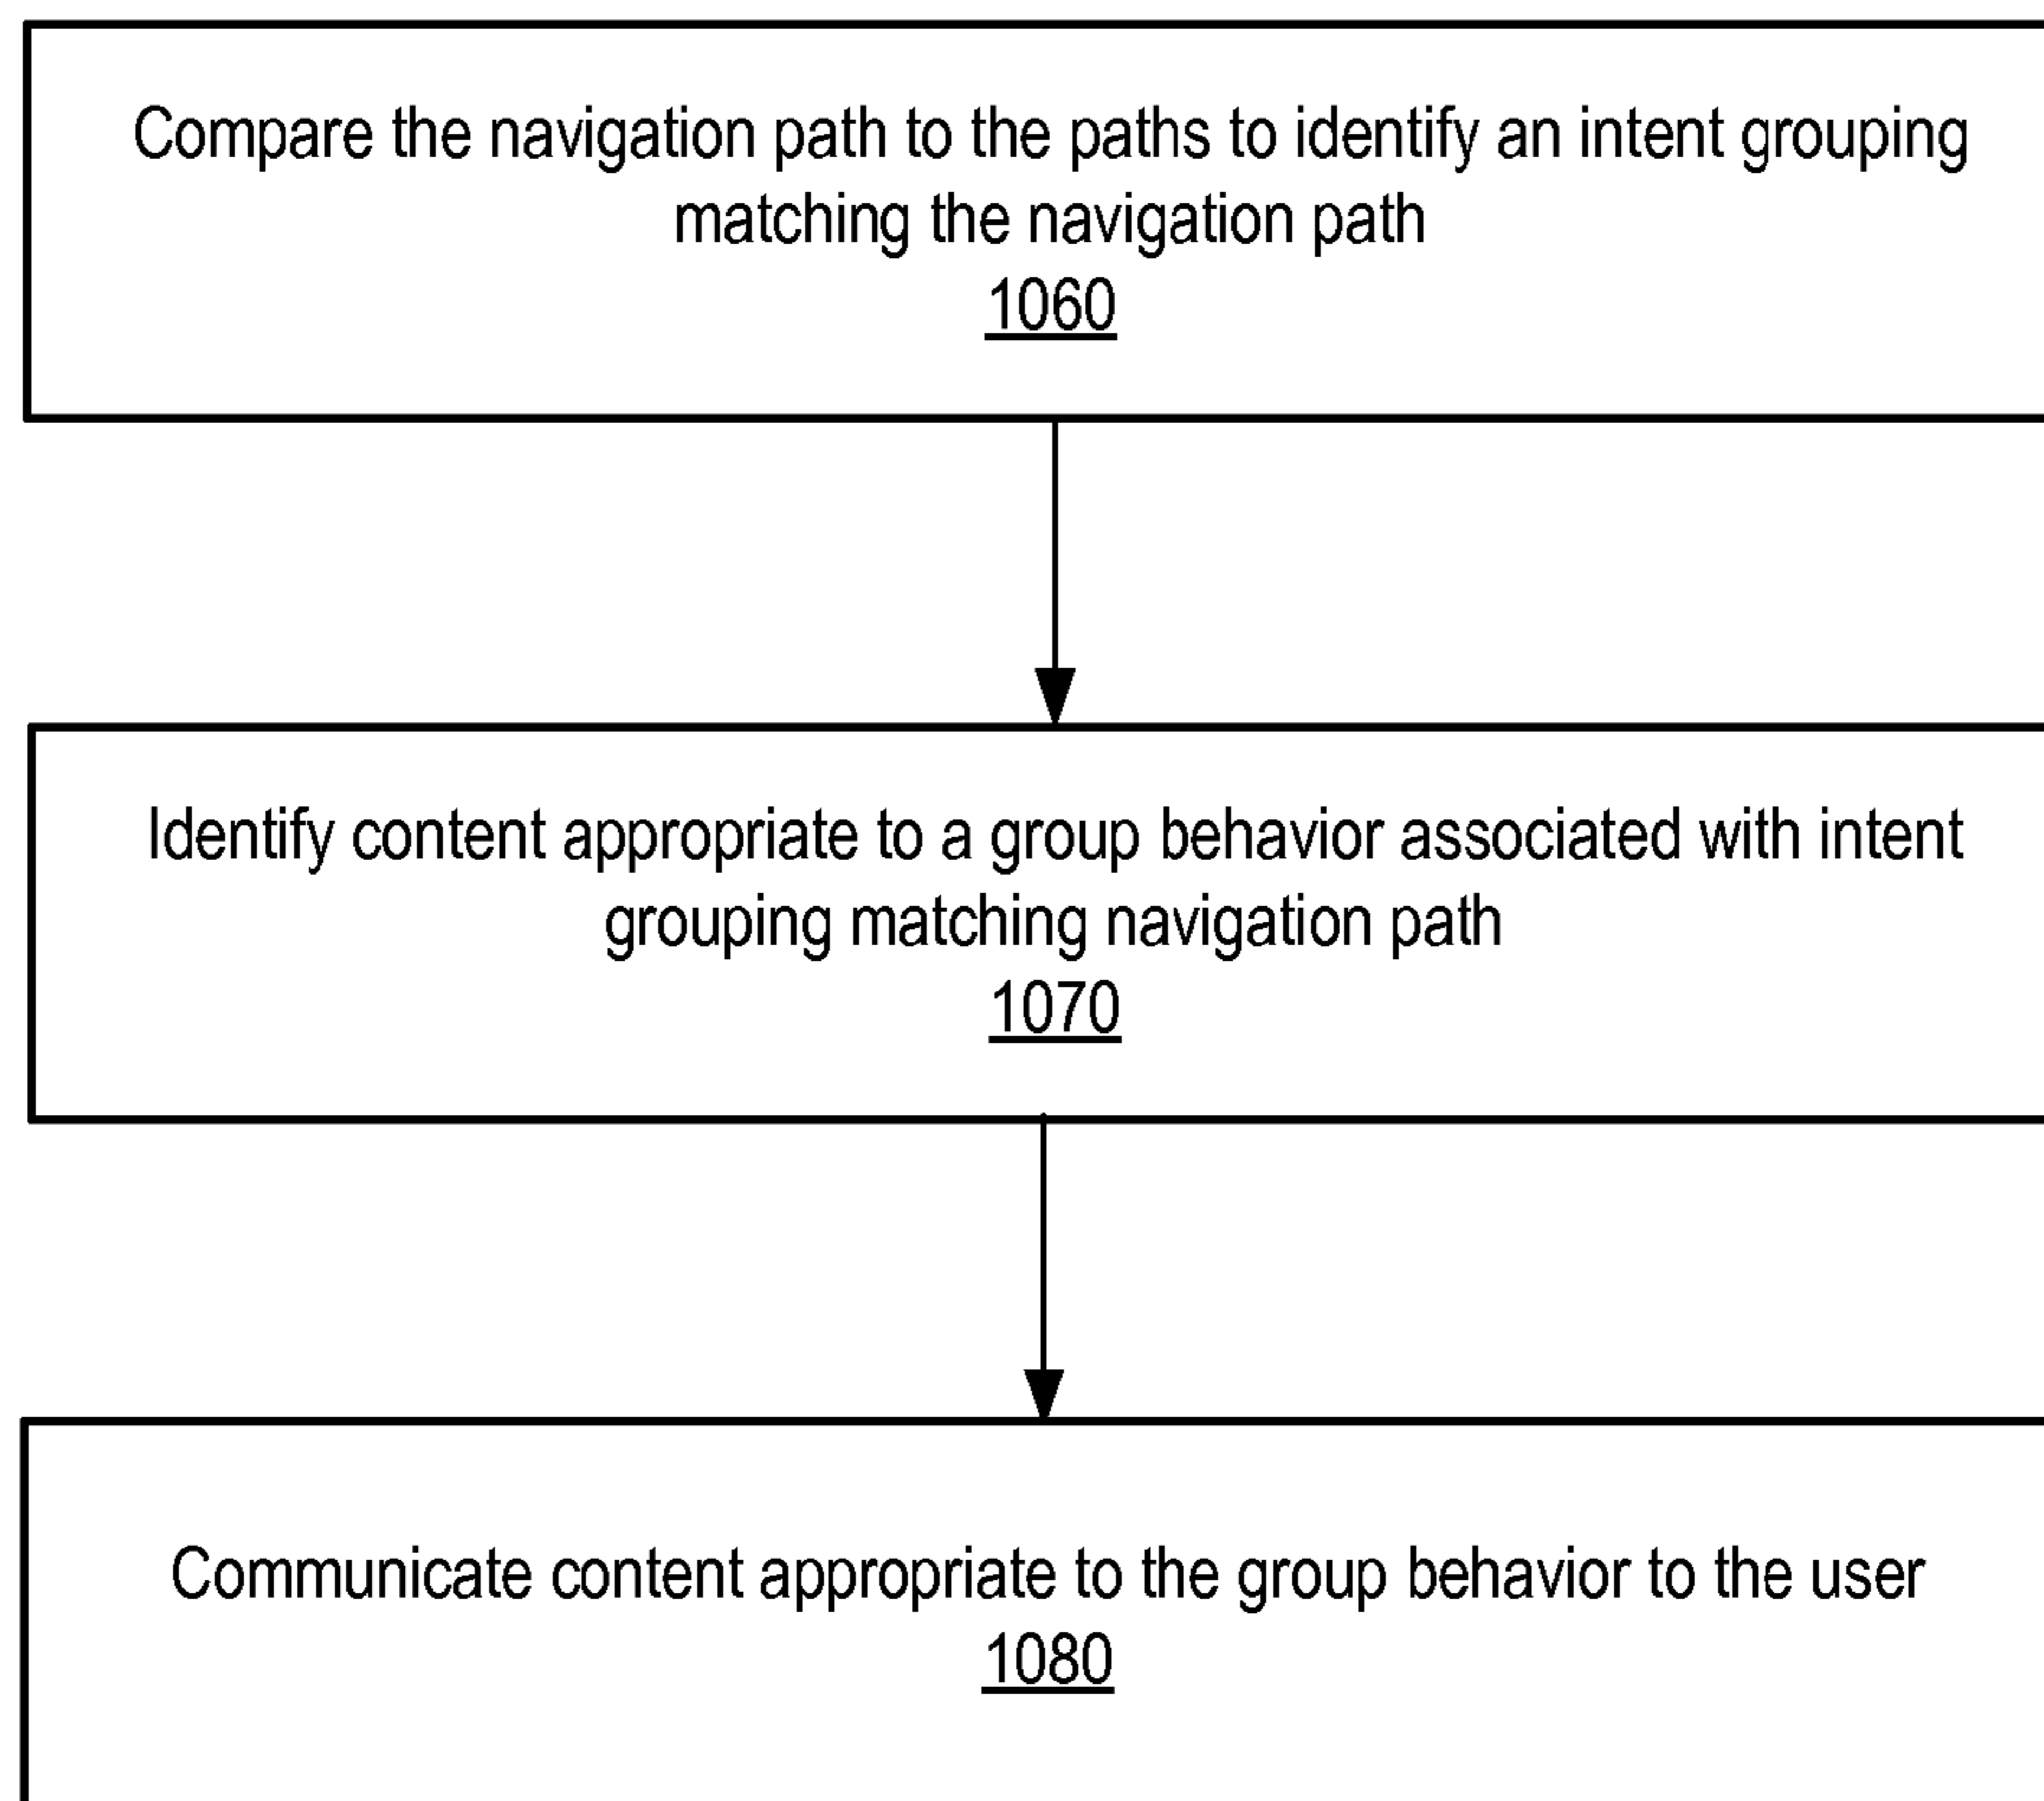 Compare the navigation path to the paths to identify an intent grouping
matching the navigation path
1060
Identify content appropriate to a group behavior associated with intent
grouping matching navigation path
1070
Communicate content appropriate to the group behavior to the user
1080